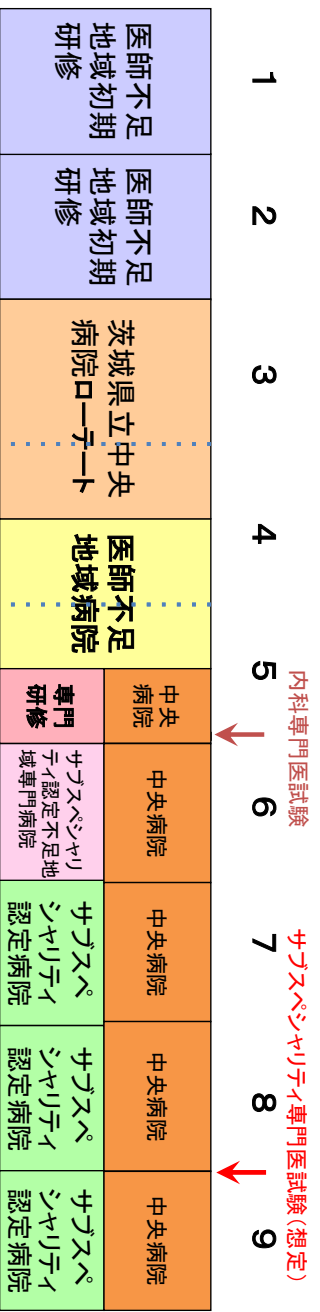 1
2
3
4
5
6
7
8
9
内科専門医試験
サブスペシャリティ専門医試験(想定)
医師不足
地域初期
研修
医師不足
地域初期
研修
茨城県立中央
病院ローテート
医師不足
地域病院
中央
病院
専門
研修
中央病院
サブスペシャリ
ティ認定不足地
域専門病院
中央病院
サブスペ
シャリティ
認定病院
中央病院
サブスペ
シャリティ
認定病院
中央病院
サブスペ
シャリティ
認定病院